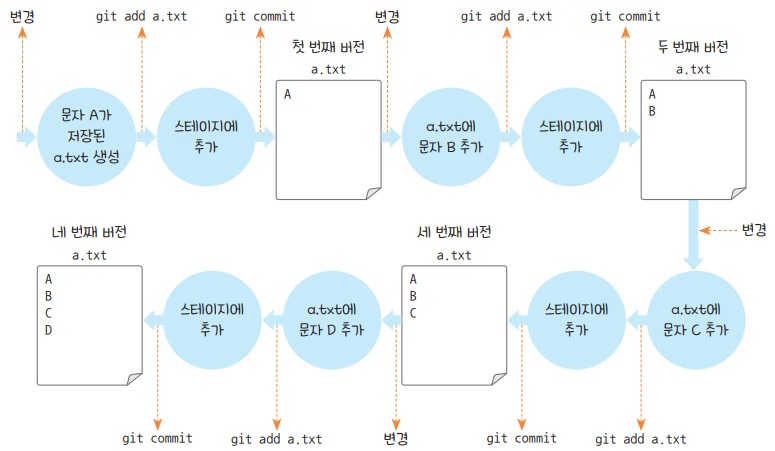 변경
git add a.txt
git commit
변경
git add a.txt
git commit
첫 번째 버전
두 번째 버전
a.txt
a.txt
문자 A가
저장된
a.txt 생성
스테이지에
추가
A
a.txt에
문자 B 추가
스테이지에
추가
A
B
변경
네 번째 버전
세 번째 버전
a.txt
a.txt
A
B
C
D
스테이지에
추가
a.txt에
문자 D 추가
A
B
C
스테이지에
추가
a.txt에
문자 C 추가
git commit
git add a.txt
변경
git commit
git add a.txt